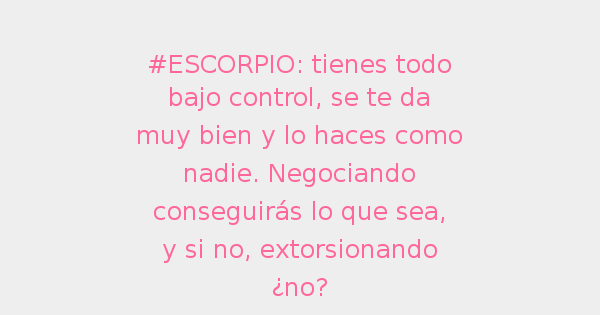 #ESCORPIO: tienes todo
bajo control, se te da
muy bien y lo haces como
nadie. Negociando
conseguirás lo que sea,
y si no, extorsionando
¿no?